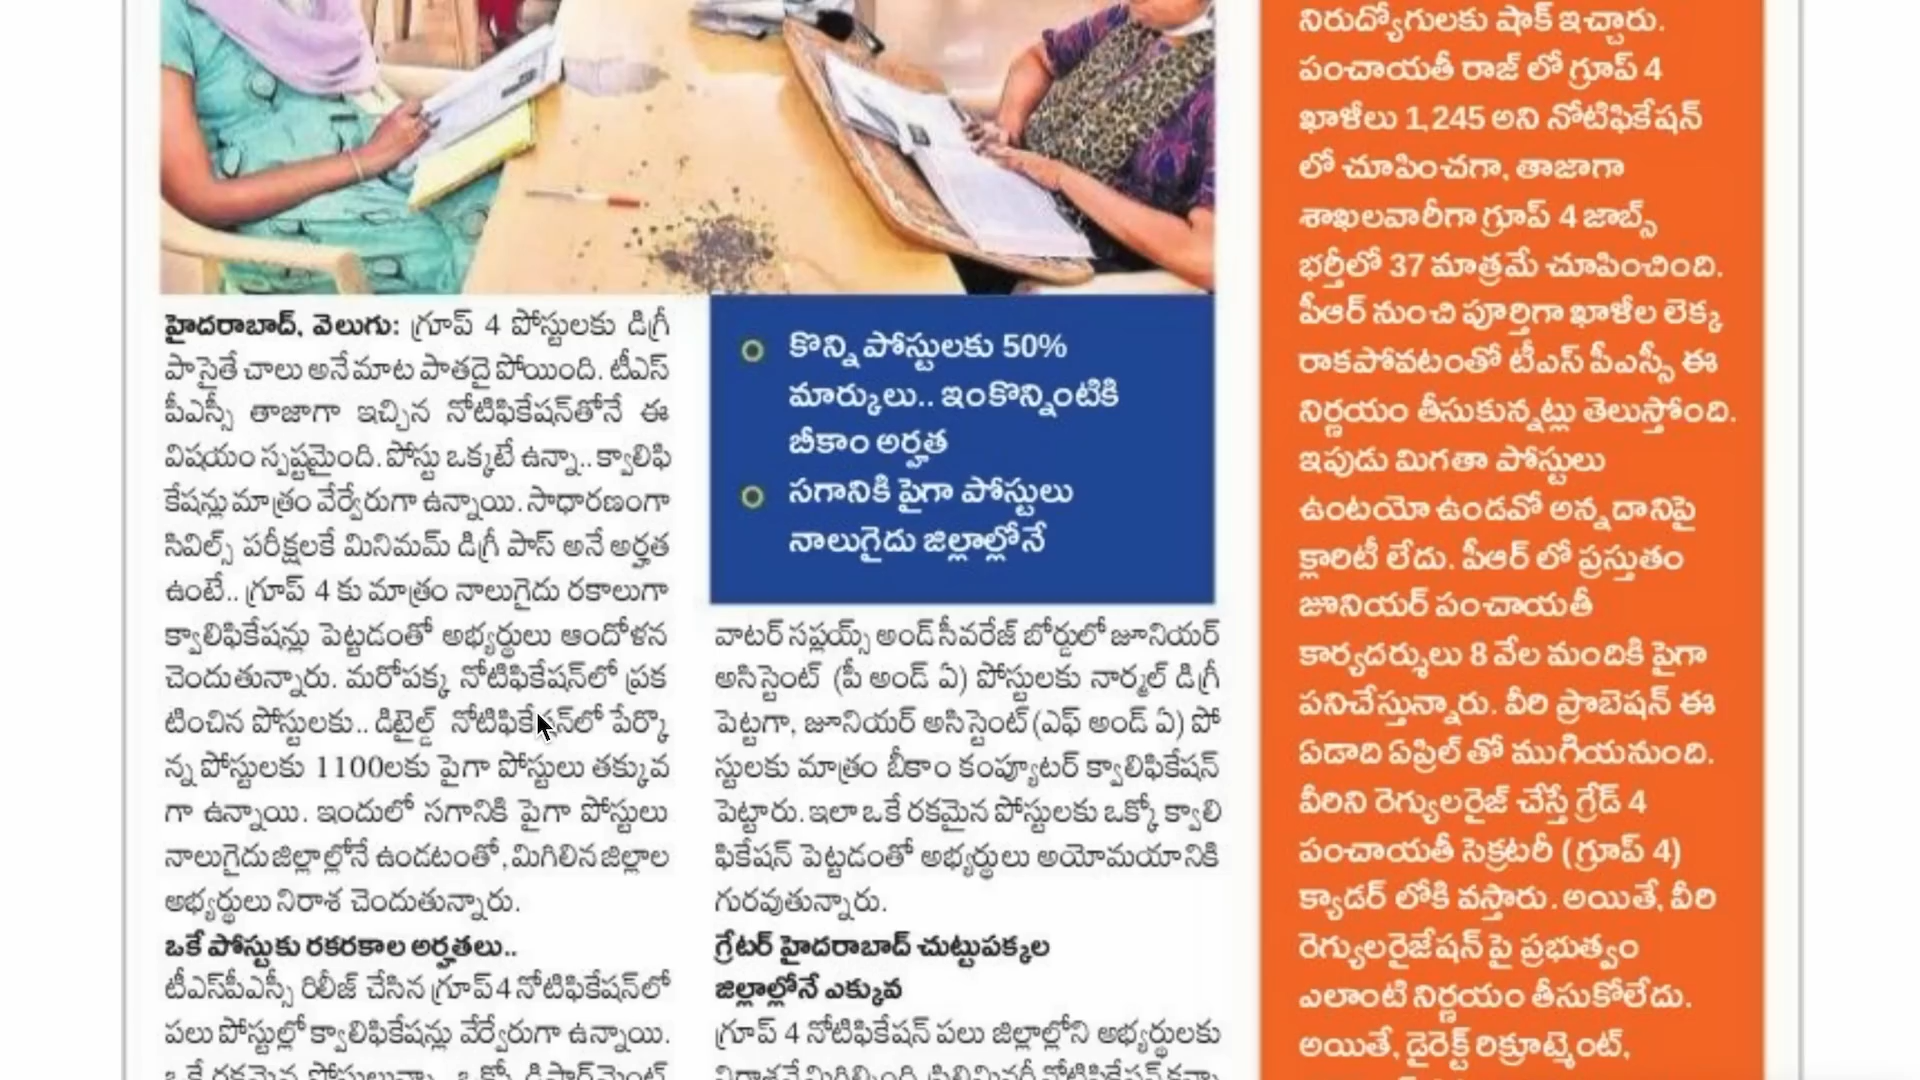 హైదరాబాద్, వెలుగు: గ్రూప్ 4 పోస్టులకు డిగ్రీ
పాసైతే చాలు అనే మాట పాతదై పోయింది. టీఎస్
పీఎస్సీ తాజాగా ఇచ్చిన నోటిఫికేషన్‌తోనే ఈ
విషయం స్పష్టమైంది. పోస్టు ఒక్కటే ఉన్నా.. క్వాలిఫి
కేషన్లు మాత్రం వేర్వేరుగా ఉన్నాయి. సాధారణంగా
సివిల్స్ పరీక్షలకే మినిమమ్ డిగ్రీ పాస్ అనే అర్హత
ఉంటే.. గ్రూప్ 4 కు మాత్రం నాలుగైదు రకాలుగా
క్వాలిఫికేషన్లు పెట్టడంతో అభ్యర్థులు ఆందోళన
చెందుతున్నారు. మరోపక్క నోటిఫికేషన్‌లో ప్రక
టించిన పోస్టులకు.. డిటైల్డ్ నోటిఫికేషన్‌లో పేర్కొ
న్న పోస్టులకు 1100లకు పైగా పోస్టులు తక్కువ
గా ఉన్నాయి. ఇందులో సగానికి పైగా పోస్టులు
నాలుగైదు జిల్లాల్లోనే ఉండటంతో, మిగిలిన జిల్లాల
అభ్యర్థులు నిరాశ చెందుతున్నారు.
ఒకే పోస్టుకు రకరకాల అర్హతలు..
టీఎస్‌పీఎస్సీ రిలీజ్ చేసిన గ్రూప్ 4 నోటిఫికేషన్‌లో
పలు పోస్టుల్లో క్వాలిఫికేషన్లు వేర్వేరుగా ఉన్నాయి.
ఒకే రకమైన పోస్టులున్నా.. ఒక్కో డిపార్ట్‌మెంట్
కొన్ని పోస్టులకు 50%
మార్కులు.. ఇంకొన్నింటికి
బీకాం అర్హత
సగానికి పైగా పోస్టులు
నాలుగైదు జిల్లాల్లోనే
వాటర్ సప్లయ్స్ అండ్ సీవరేజ్ బోర్డులో జూనియర్
అసిస్టెంట్ (పీ అండ్ ఏ) పోస్టులకు నార్మల్ డిగ్రీ
పెట్టగా, జూనియర్ అసిస్టెంట్ (ఎఫ్ అండ్ ఏ) పో
స్టులకు మాత్రం బీకాం కంప్యూటర్ క్వాలిఫికేషన్
పెట్టారు. ఇలా ఒకే రకమైన పోస్టులకు ఒక్కో క్వాలి
ఫికేషన్ పెట్టడంతో అభ్యర్థులు అయోమయానికి
గురవుతున్నారు.
గ్రేటర్ హైదరాబాద్ చుట్టుపక్కల
జిల్లాల్లోనే ఎక్కువ
గ్రూప్ 4 నోటిఫికేషన్ పలు జిల్లాల్లోని అభ్యర్థులకు
నిరుద్యోగులకు షాక్ ఇచ్చారు.
పంచాయతీ రాజ్ లో గ్రూప్ 4
ఖాళీలు 1,245 అని నోటిఫికేషన్
లో చూపించగా, తాజాగా
శాఖలవారీగా గ్రూప్ 4 జాబ్స్
భర్తీలో 37 మాత్రమే చూపించింది.
పీఆర్ నుంచి పూర్తిగా ఖాళీల లెక్క
రాకపోవటంతో టీఎస్ పీఎస్సీ ఈ
నిర్ణయం తీసుకున్నట్లు తెలుస్తోంది.
ఇపుడు మిగతా పోస్టులు
ఉంటయో ఉండవో అన్న దానిపై
క్లారిటీ లేదు. పీఆర్ లో ప్రస్తుతం
జూనియర్ పంచాయతీ
కార్యదర్శులు 8 వేల మందికి పైగా
పనిచేస్తున్నారు. వీరి ప్రొబెషన్ ఈ
ఏడాది ఏప్రిల్ తో ముగియనుంది.
వీరిని రెగ్యులరైజ్ చేస్తే గ్రేడ్ 4
పంచాయతీ సెక్రటరీ (గ్రూప్ 4)
క్యాడర్ లోకి వస్తారు. అయితే, వీరి
రెగ్యులరైజేషన్ పై ప్రభుత్వం
ఎలాంటి నిర్ణయం తీసుకోలేదు.
అయితే, డైరెక్ట్ రిక్రూట్మెంట్,